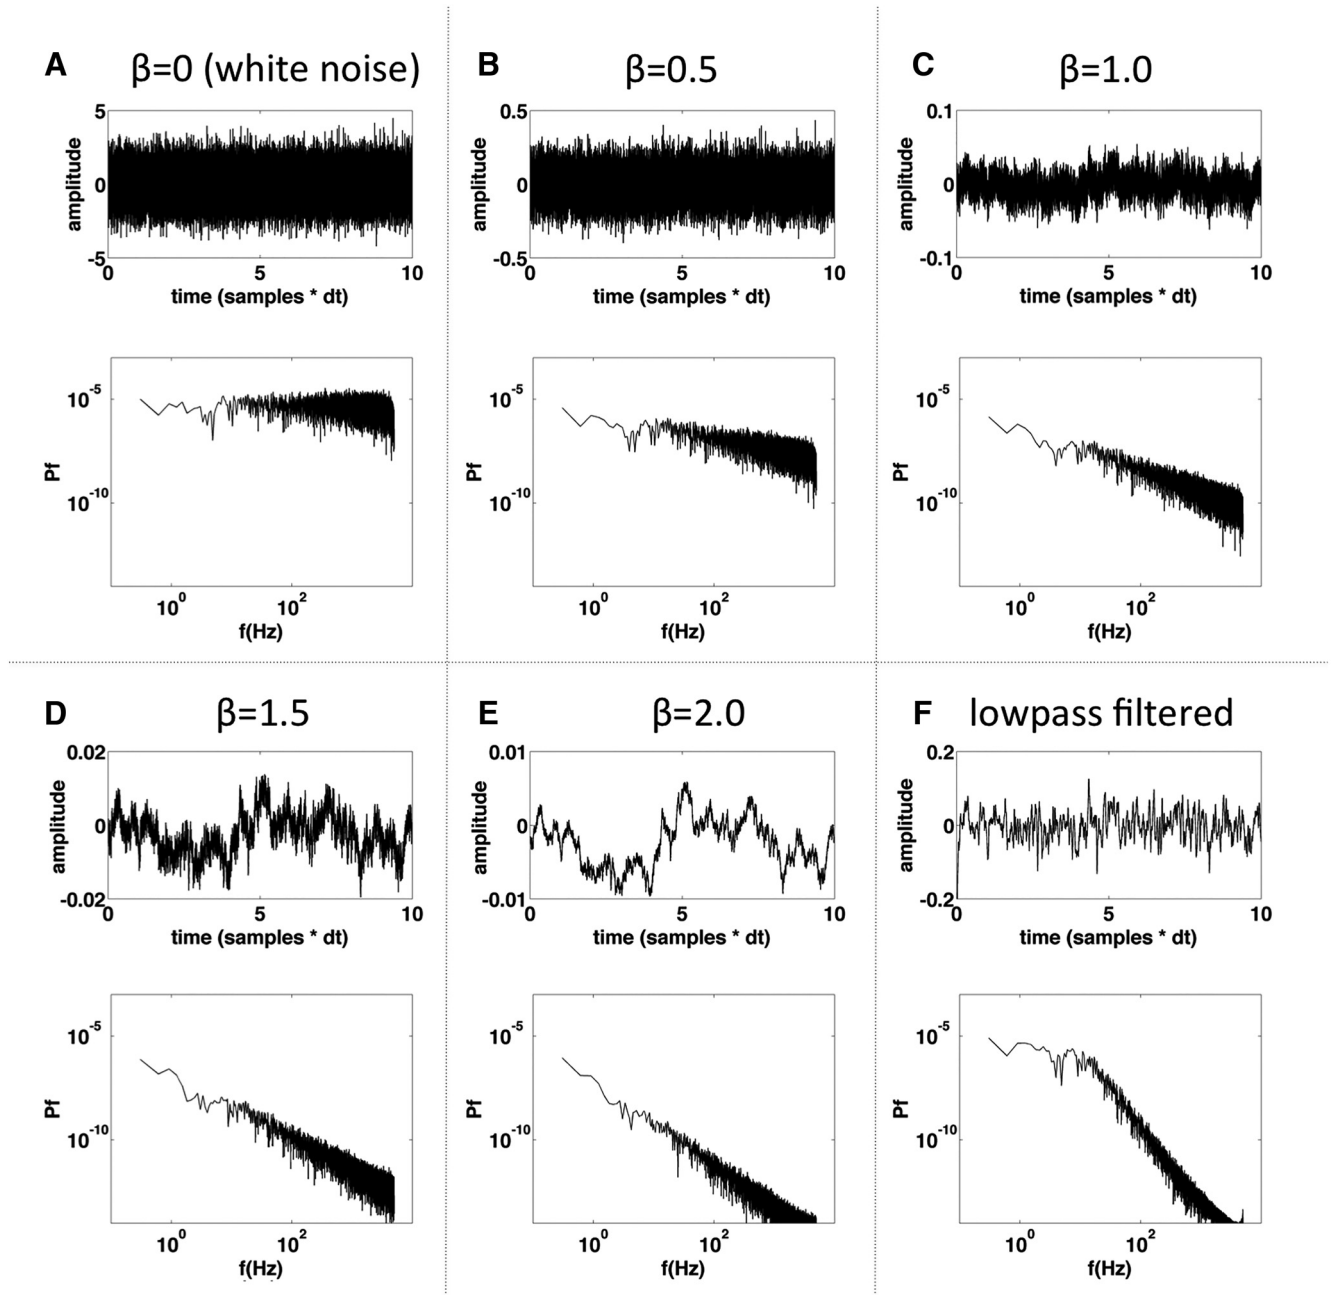 A β=0 (white noise)
5
0
-5
amplitude
0 5 10
time (samples * dt)
10^-5
10^-10
Pf
10^0 10^2
f(Hz)
B β=0.5
0.5
0
-0.5
amplitude
0 5 10
time (samples * dt)
10^-5
10^-10
Pf
10^0 10^2
f(Hz)
C β=1.0
0.1
0
-0.1
amplitude
0 5 10
time (samples * dt)
10^-5
10^-10
Pf
10^0 10^2
f(Hz)
D β=1.5
0.02
0
-0.02
amplitude
0 5 10
time (samples * dt)
10^-5
10^-10
Pf
10^0 10^2
f(Hz)
E β=2.0
0.01
0
-0.01
amplitude
0 5 10
time (samples * dt)
10^-5
10^-10
Pf
10^0 10^2
f(Hz)
F lowpass filtered
0.2
0
-0.2
amplitude
0 5 10
time (samples * dt)
10^-5
10^-10
Pf
10^0 10^2
f(Hz)